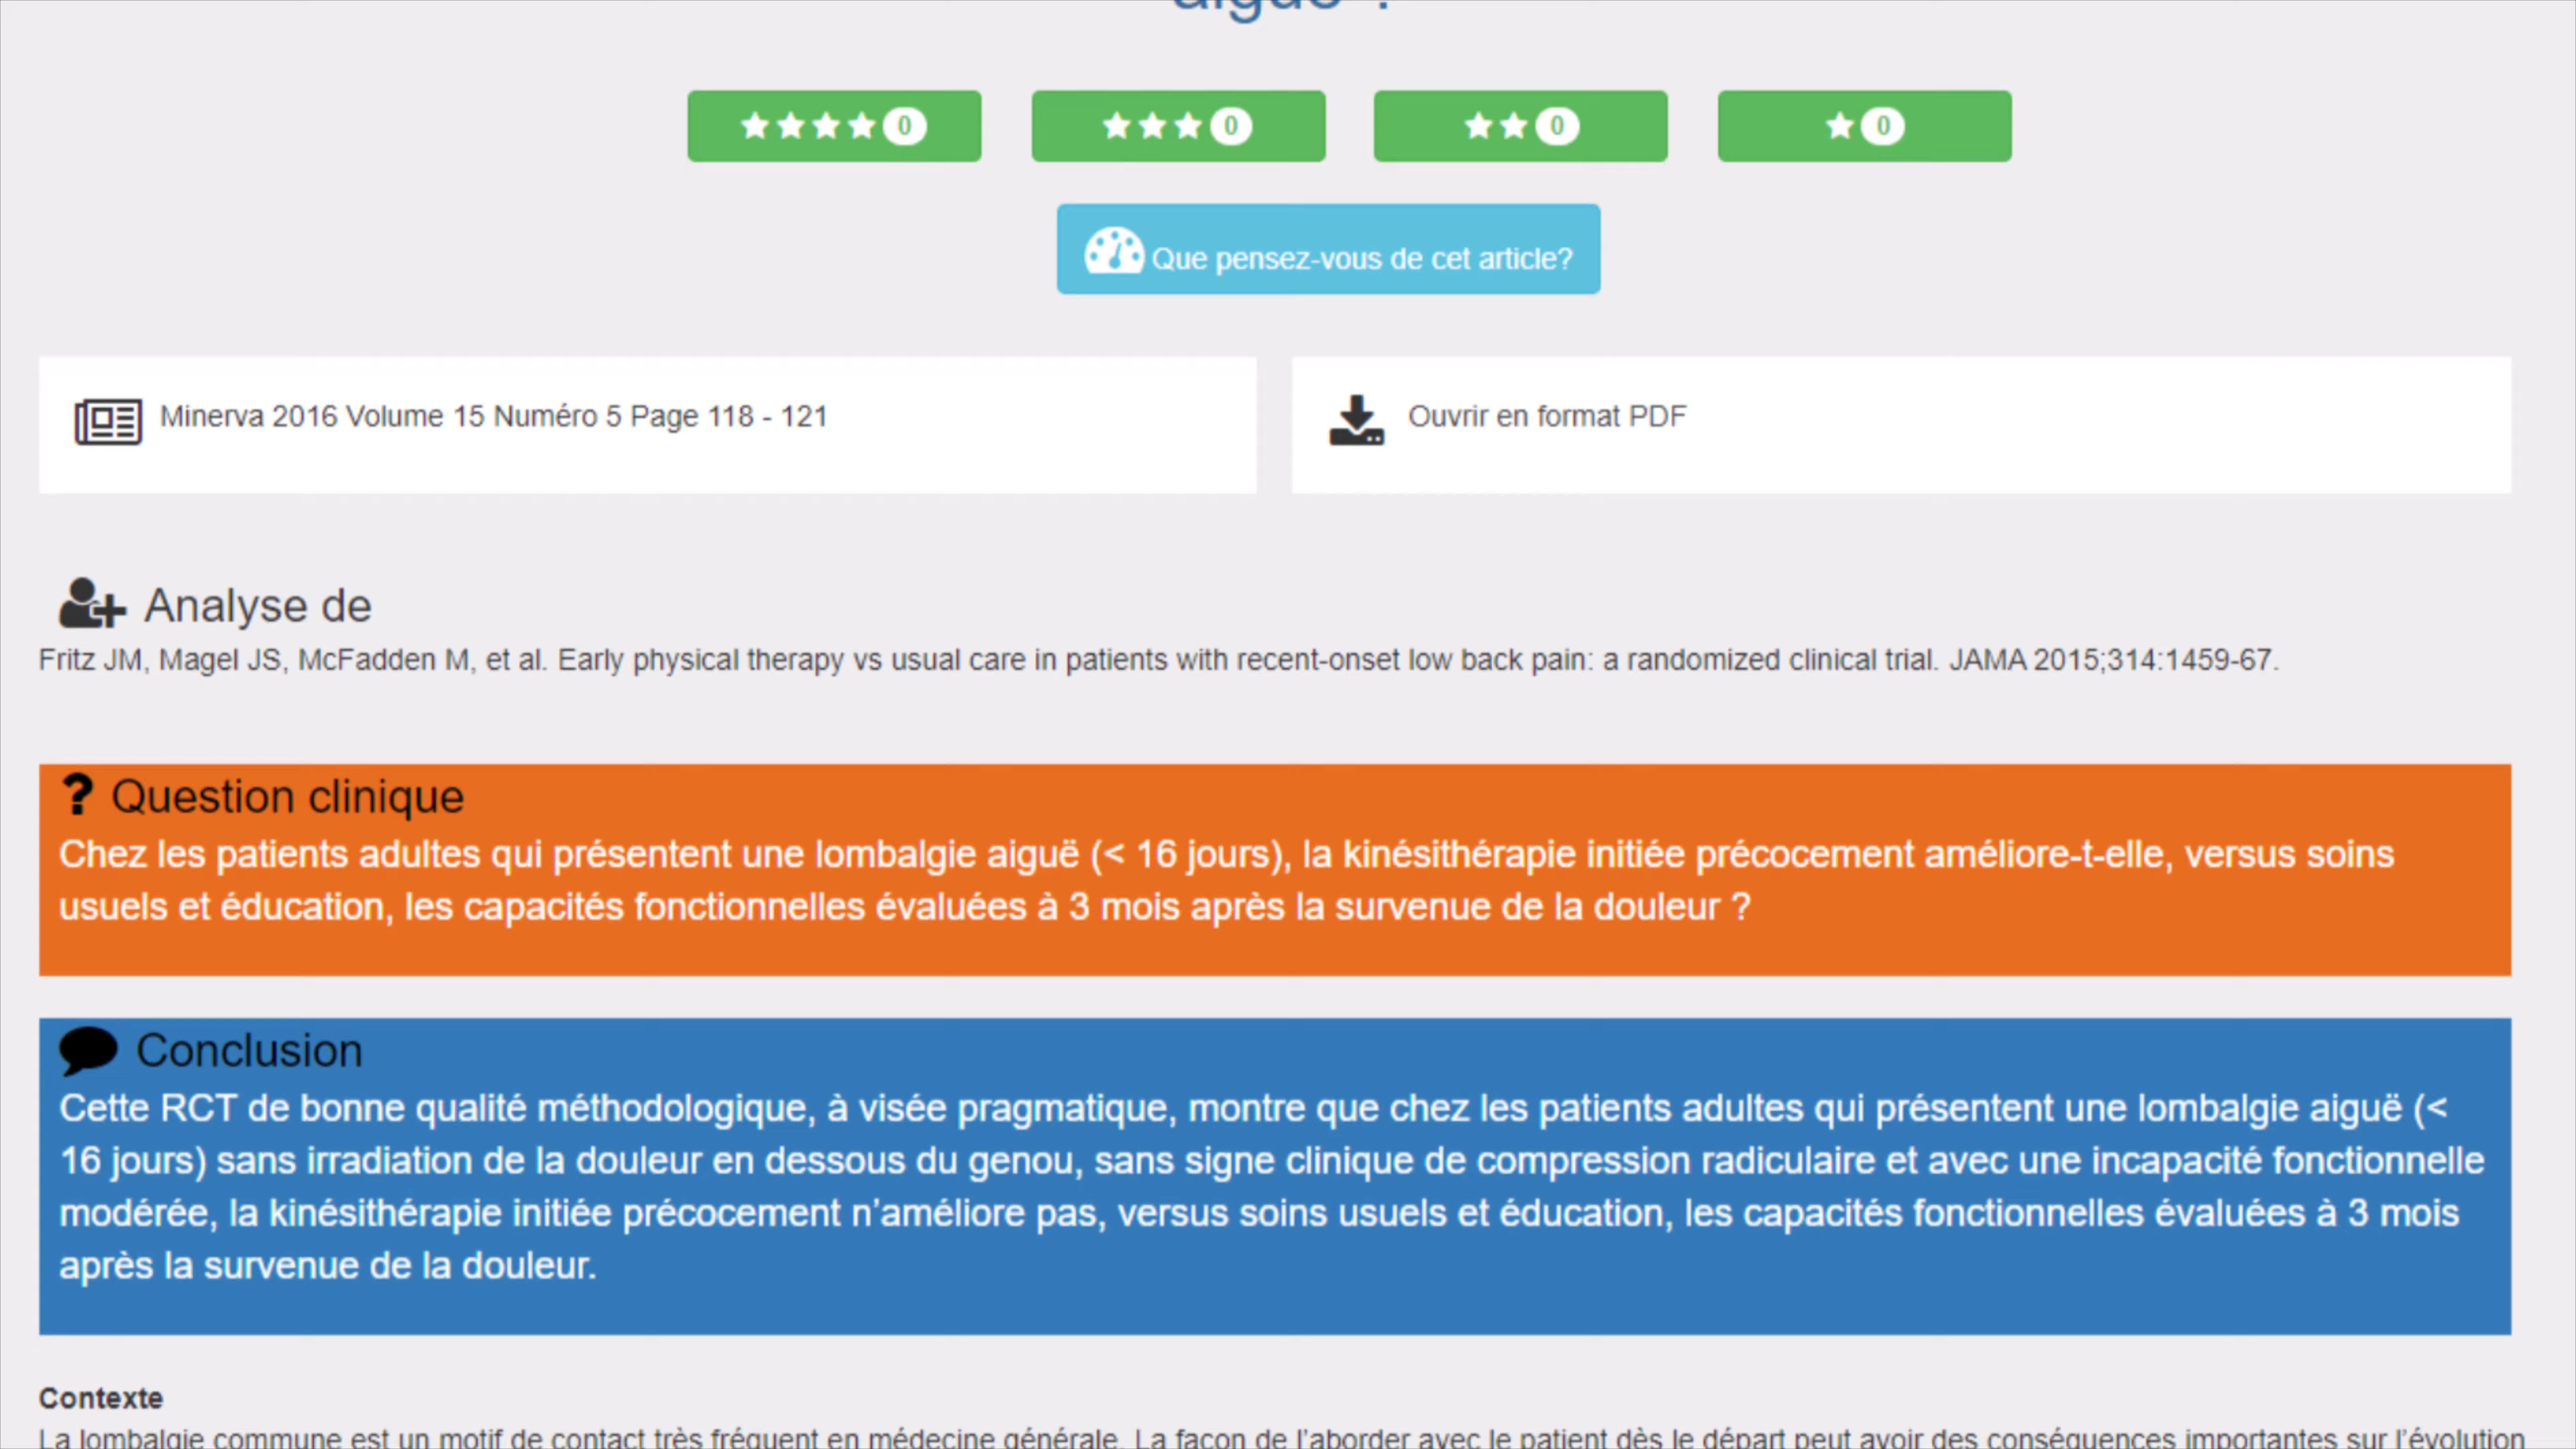 aiguë ?
0
0
0
0
Que pensez-vous de cet article?
Minerva 2016 Volume 15 Numéro 5 Page 118 - 121
Ouvrir en format PDF
Analyse de
Fritz JM, Magel JS, McFadden M, et al. Early physical therapy vs usual care in patients with recent-onset low back pain: a randomized clinical trial. JAMA 2015;314:1459-67.
? Question clinique
Chez les patients adultes qui présentent une lombalgie aiguë (< 16 jours), la kinésithérapie initiée précocement améliore-t-elle, versus soins
usuels et éducation, les capacités fonctionnelles évaluées à 3 mois après la survenue de la douleur ?
Conclusion
Cette RCT de bonne qualité méthodologique, à visée pragmatique, montre que chez les patients adultes qui présentent une lombalgie aiguë (<
16 jours) sans irradiation de la douleur en dessous du genou, sans signe clinique de compression radiculaire et avec une incapacité fonctionnelle
modérée, la kinésithérapie initiée précocement n’améliore pas, versus soins usuels et éducation, les capacités fonctionnelles évaluées à 3 mois
après la survenue de la douleur.
Contexte
La lombalgie commune est un motif de contact très fréquent en médecine générale. La façon de l’aborder avec le patient dès le départ peut avoir des conséquences importantes sur l’évolution